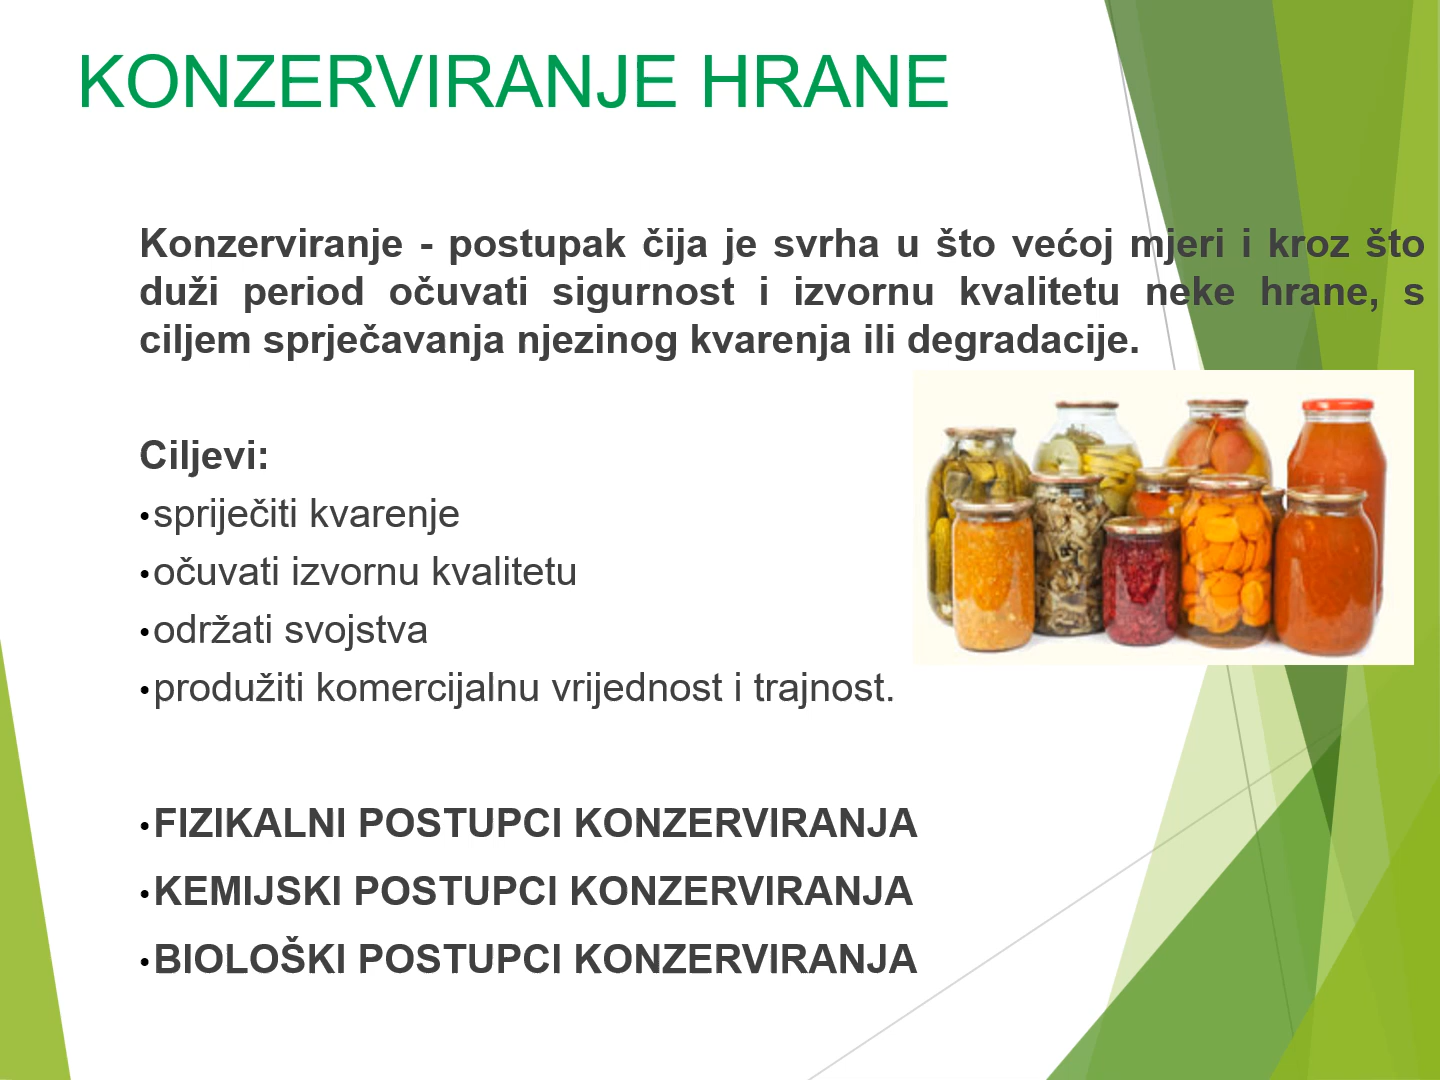 KONZERVIRANJE HRANE
Konzerviranje - postupak čija je svrha u što većoj mjeri i kroz što
duži period očuvati sigurnost i izvornu kvalitetu neke hrane, s
ciljem sprječavanja njezinog kvarenja ili degradacije.
Ciljevi:
•spriječiti kvarenje
•očuvati izvornu kvalitetu
•održati svojstva
•produžiti komercijalnu vrijednost i trajnost.
•FIZIKALNI POSTUPCI KONZERVIRANJA
•KEMIJSKI POSTUPCI KONZERVIRANJA
•BIOLOŠKI POSTUPCI KONZERVIRANJA